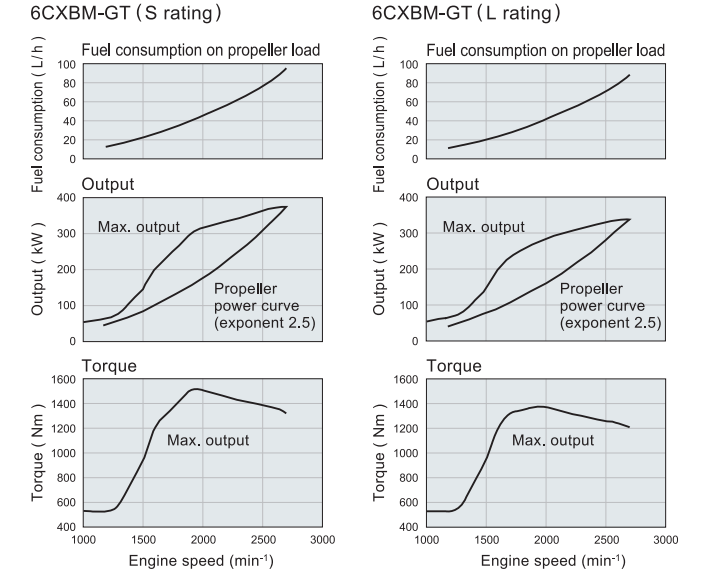 6CXBM-GT ( S rating )
Fuel consumption on propeller load
Fuel consumption ( L/h )
100
80
60
40
20
0
Output
Output ( kW )
400
300
200
100
0
Max. output
Propeller
power curve
(exponent 2.5)
Torque
Torque ( Nm )
1600
1400
1200
1000
800
600
400
Max. output
1000 1500 2000 2500 3000
Engine speed (min-1)
6CXBM-GT ( L rating )
Fuel consumption on propeller load
Fuel consumption ( L/h )
100
80
60
40
20
0
Output
Output ( kW )
400
300
200
100
0
Max. output
Propeller
power curve
(exponent 2.5)
Torque
Torque ( Nm )
1600
1400
1200
1000
800
600
400
Max. output
1000 1500 2000 2500 3000
Engine speed (min-1)